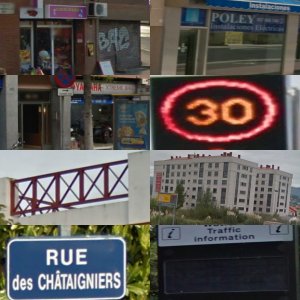 Instalaciones
POLEY
Instalaciones Eléctricas
30
RUE
des CHÂTAIGNIERS
i Traffic i
information